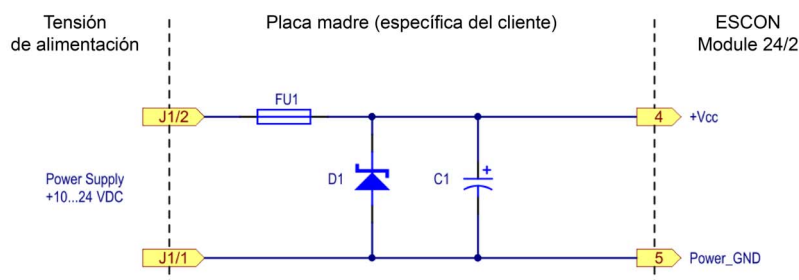 Tensión
de alimentación
Placa madre (específica del cliente)
ESCON
Module 24/2
FU1
J1/2
4
+Vcc
Power Supply
+10...24 VDC
D1
C1
+
J1/1
5
Power_GND